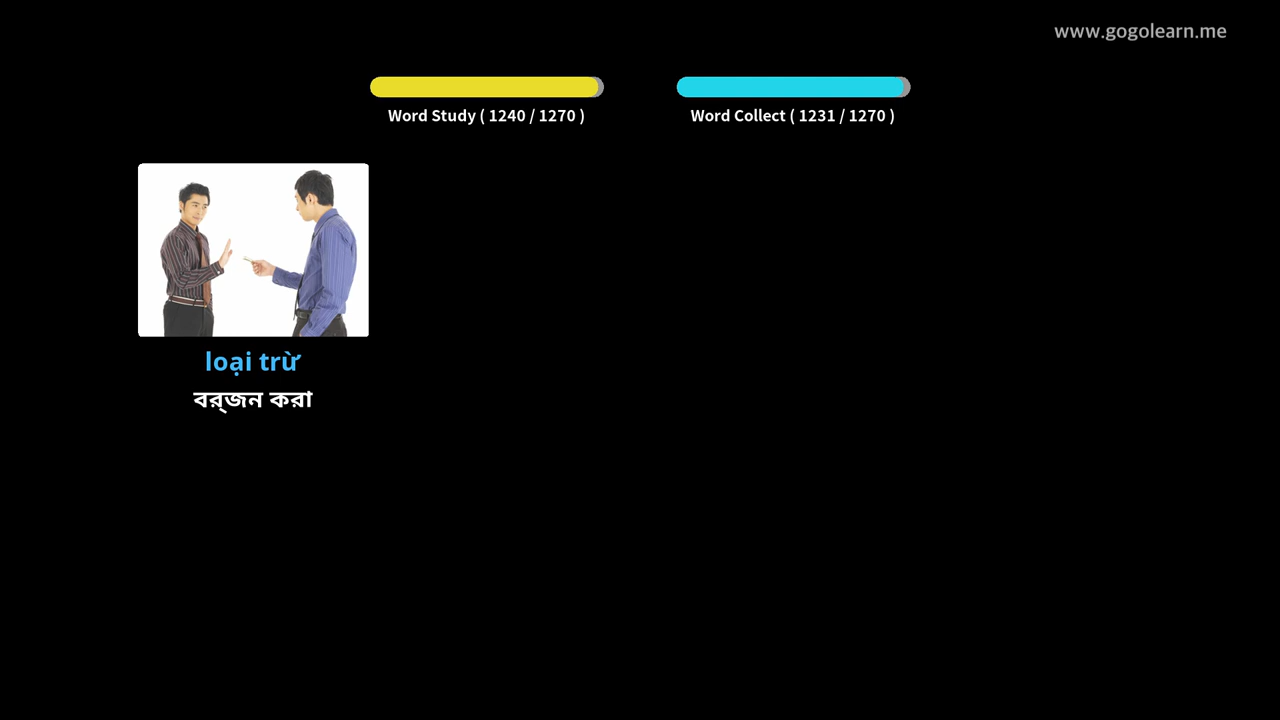 www.gogolearn.me
Word Study ( 1240 / 1270 )
Word Collect ( 1231 / 1270 )
loại trừ
বর্জন করা